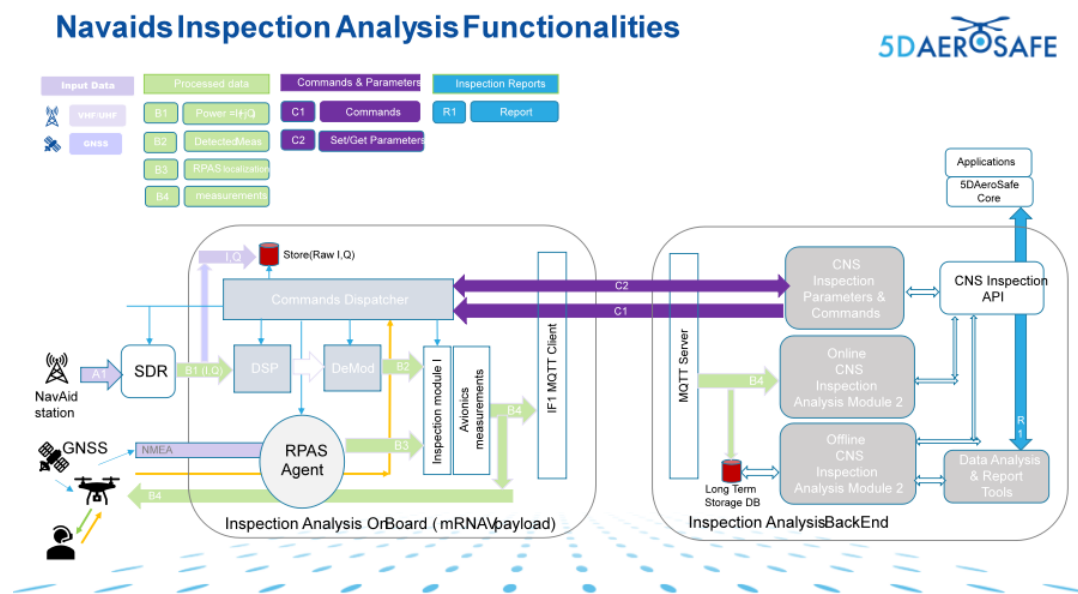 Navaids Inspection Analysis Functionalities
5DAEROSAFE
Input Data
Processed data
Commands & Parameters
Inspection Reports
VHF/UHF
B1
Power =I+jQ
C1
Commands
R1
Report
GNSS
B2
DetectedMeas
C2
Set/Get Parameters
B3
RPAS localization
B4
measurements
Applications
5DAeroSafe
Core
I,Q
Store(Raw I,Q)
Commands Dispatcher
C2
C1
CNS
Inspection
Parameters &
Commands
CNS Inspection
API
NavAid
station
A1
SDR
B1 (I,Q)
DSP
DeMod
B2
Inspection module I
Avionics
measurements
IF1 MQTT Client
MQTT Server
B4
B4
Online
CNS
Inspection
Analysis Module 2
R1
GNSS
NMEA
RPAS
Agent
B3
B4
Long Term
Storage DB
Offline
CNS
Inspection
Analysis Module 2
Data Analysis
& Report
Tools
Inspection Analysis OnBoard ( mRNAV payload)
Inspection AnalysisBackEnd